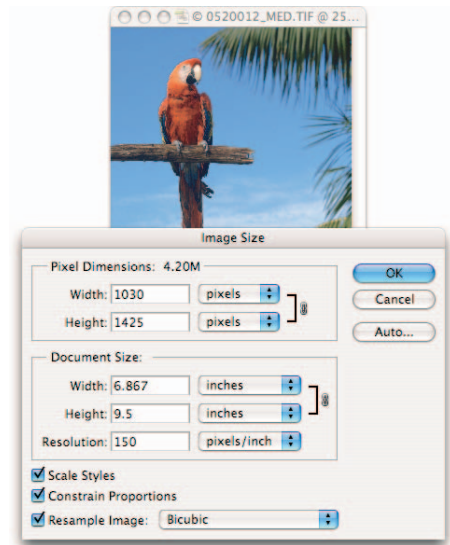 © 0520012_MED.TIF @ 25...
Image Size
Pixel Dimensions: 4.20M
Width: 1030 pixels
Height: 1425 pixels
OK
Cancel
Auto...
Document Size:
Width: 6.867 inches
Height: 9.5 inches
Resolution: 150 pixels/inch
Scale Styles
Constrain Proportions
Resample Image: Bicubic